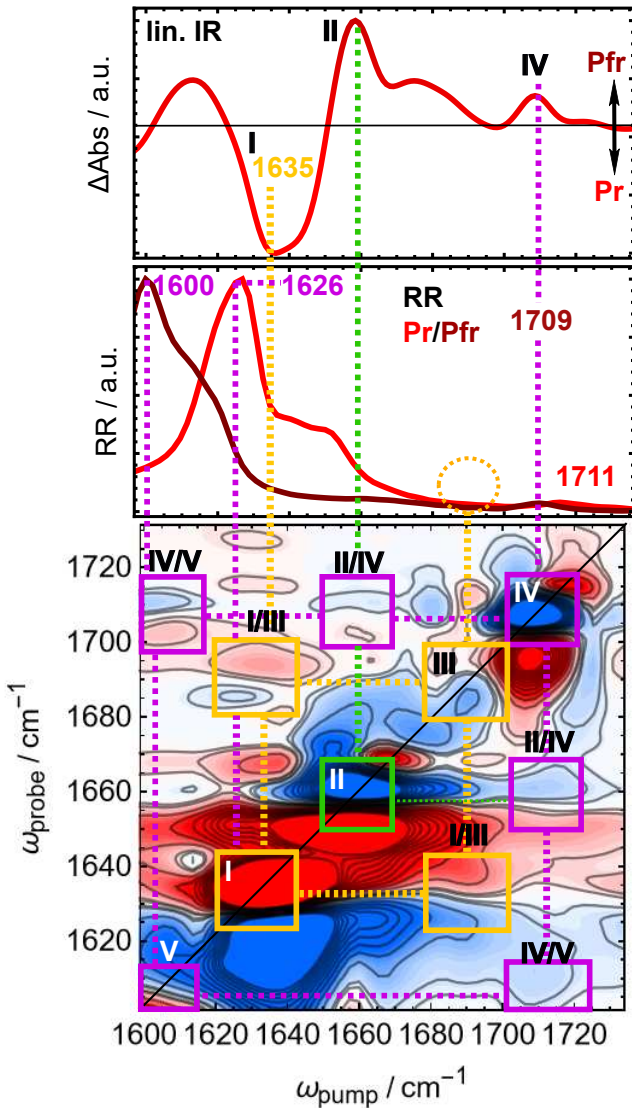 lin. IR
II
IV
Pfr
I
1635
Pr
ΔAbs / a.u.
1600
1626
RR
Pr/Pfr
1709
1711
RR / a.u.
1720
1700
1680
1660
1640
1620
ωprobe / cm⁻¹
IV/V
II/IV
IV
I/III
III
II
II/IV
I/III
I
V
IV/V
1600 1620 1640 1660 1680 1700 1720
ωpump / cm⁻¹